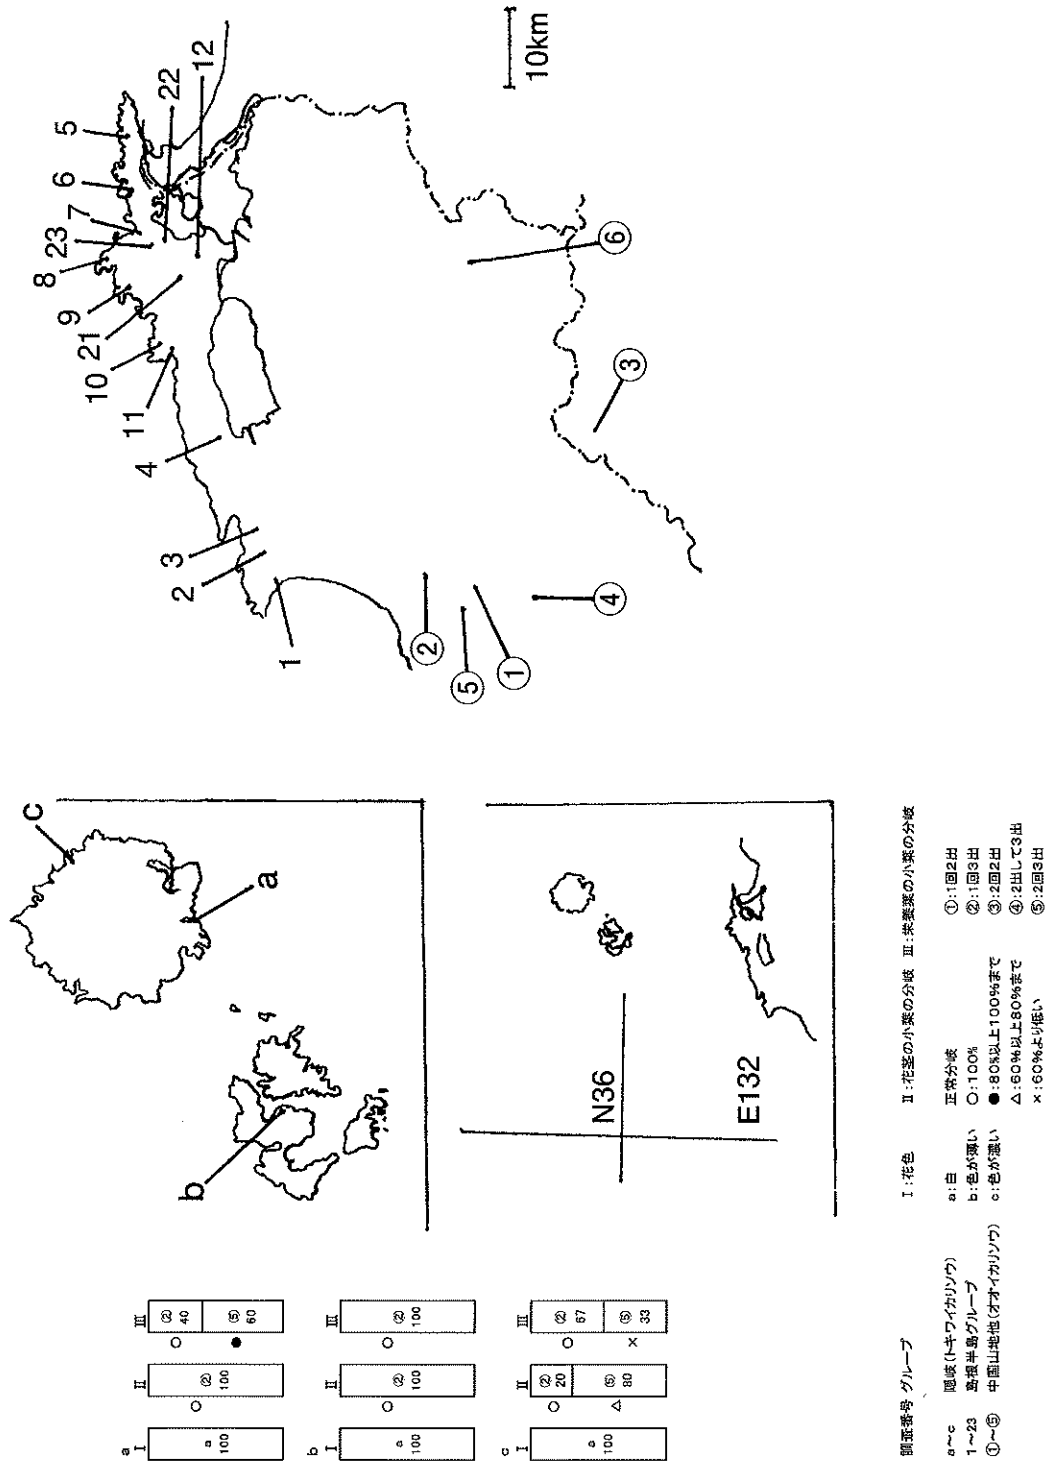 1
2
3
4
5
6
7
8
9
10
11
12
21
22
23
①
②
③
④
⑤
⑥
10km
a
b
c
N36
E132
a
I
a
100
II
○
(2)
100
III
○
(2)
40
●
(5)
60
b
I
a
100
II
○
(2)
100
III
○
(2)
100
c
I
a
100
II
○
(2)
20
△
(5)
80
III
○
(2)
67
×
(5)
33
調査番号 グループ
a~c 隠岐(トキワイカリソウ)
1~23 島根半島グループ
①~⑥ 中国山地他(オオイカリソウ)
I:花色
a:白
b:色が薄い
c:色が濃い
II:花茎の小葉の分岐
正常分岐
○:100%
●:80%以上100%まで
△:60%以上80%まで
×:60%より低い
III:栄養葉の小葉の分岐
①:1回2出
②:1回3出
③:2回2出
④:2出して3出
⑤:2回3出